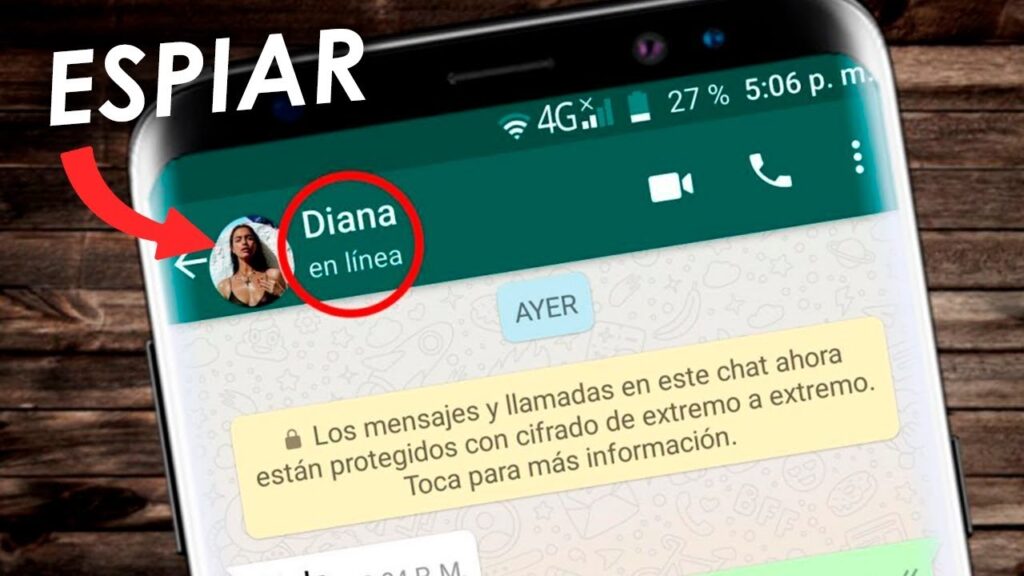 ESPIAR
4G 27 % 5:06 p. m.
Diana
en línea
AYER
Los mensajes y llamadas en este chat ahora
están protegidos con cifrado de extremo a extremo.
Toca para más información.
BFF